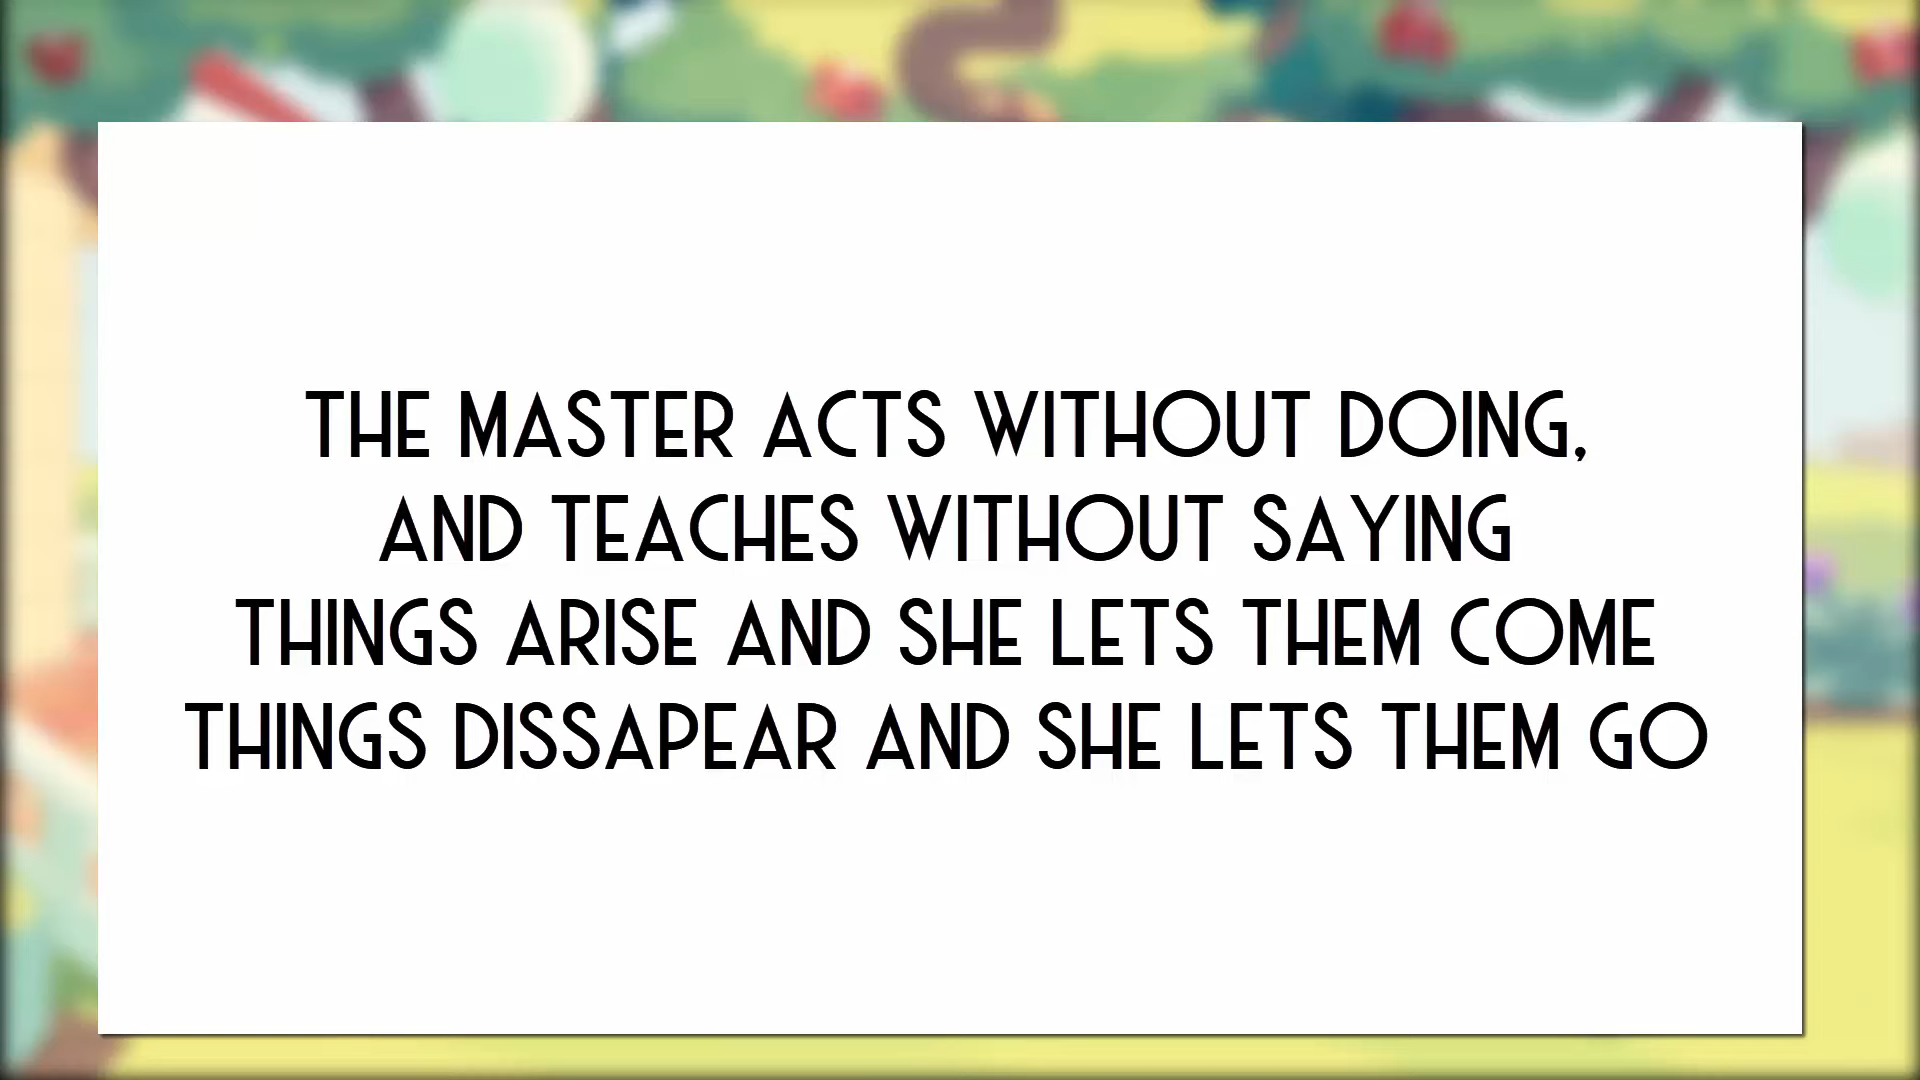 THE MASTER ACTS WITHOUT DOING,
AND TEACHES WITHOUT SAYING
THINGS ARISE AND SHE LETS THEM COME
THINGS DISSAPEAR AND SHE LETS THEM GO